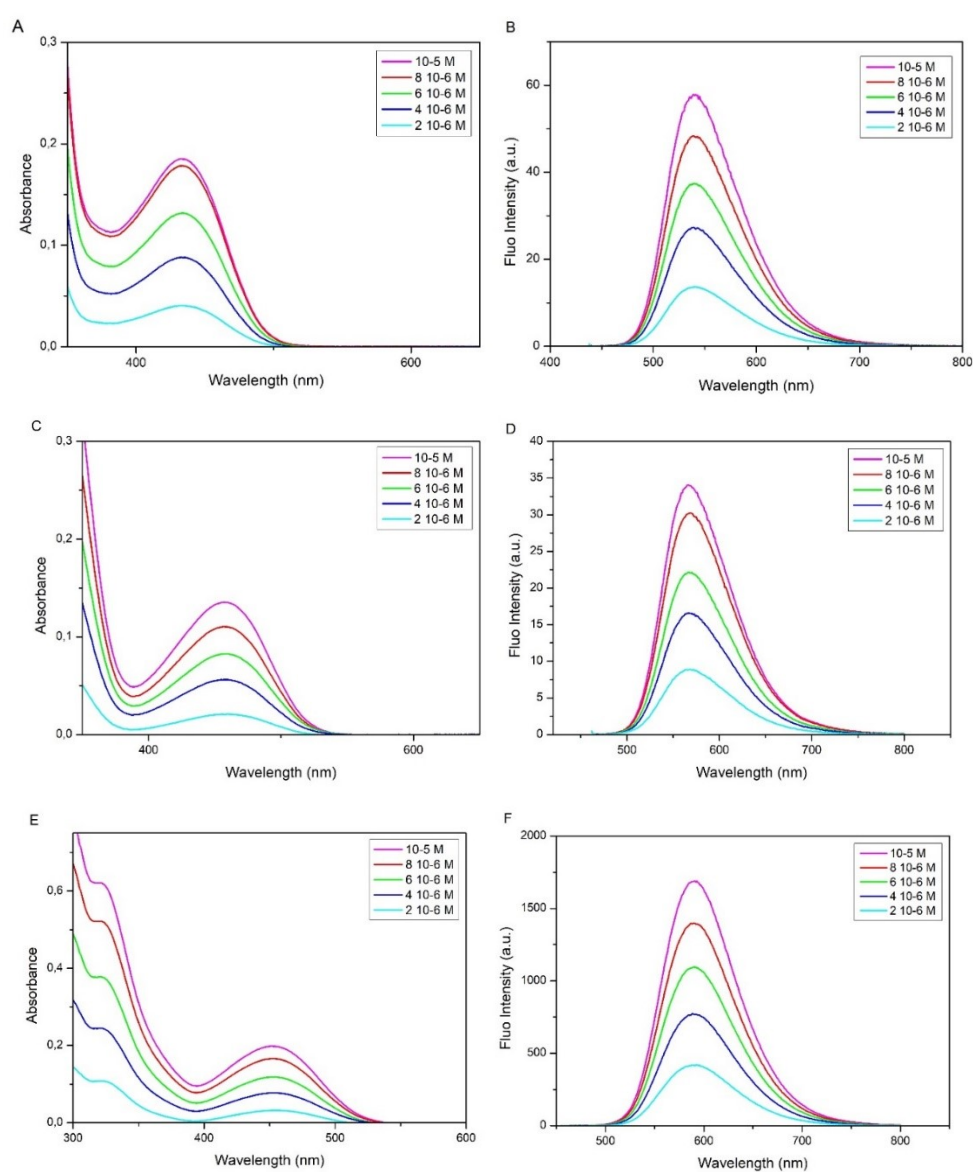 A
0,3
0,2
0,1
0,0
Absorbance
400
600
Wavelength (nm)
10-5 M
8 10-6 M
6 10-6 M
4 10-6 M
2 10-6 M
B
60
40
20
0
Fluo Intensity (a.u.)
400
500
600
700
800
Wavelength (nm)
10-5 M
8 10-6 M
6 10-6 M
4 10-6 M
2 10-6 M
C
0,3
0,2
0,1
0,0
Absorbance
400
600
Wavelength (nm)
10-5 M
8 10-6 M
6 10-6 M
4 10-6 M
2 10-6 M
D
40
35
30
25
20
15
10
5
0
Fluo Intensity (a.u.)
500
600
700
800
Wavelength (nm)
10-5 M
8 10-6 M
6 10-6 M
4 10-6 M
2 10-6 M
E
0,6
0,4
0,2
0,0
Absorbance
300
400
500
600
Wavelength (nm)
10-5 M
8 10-6 M
6 10-6 M
4 10-6 M
2 10-6 M
F
2000
1500
1000
500
0
Fluo Intensity (a.u.)
500
600
700
800
Wavelength (nm)
10-5 M
8 10-6 M
6 10-6 M
4 10-6 M
2 10-6 M